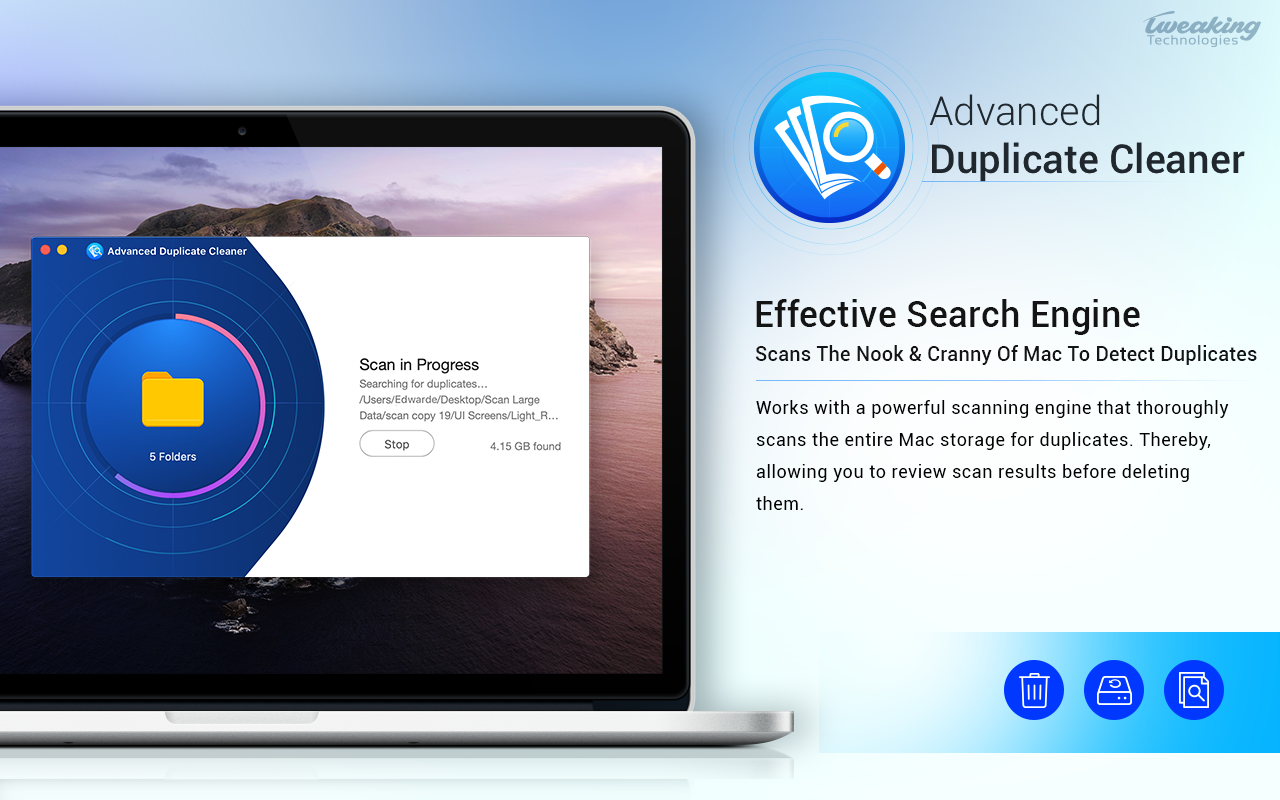 Tweaking
Technologies
Advanced
Duplicate Cleaner
Advanced Duplicate Cleaner
5 Folders
Scan in Progress
Searching for duplicates...
/Users/Edwarde/Desktop/Scan Large
Data/scan copy 19/UI Screens/Light_R...
Stop
4.15 GB found
Effective Search Engine
Scans The Nook & Cranny Of Mac To Detect Duplicates
Works with a powerful scanning engine that thoroughly
scans the entire Mac storage for duplicates. Thereby,
allowing you to review scan results before deleting
them.